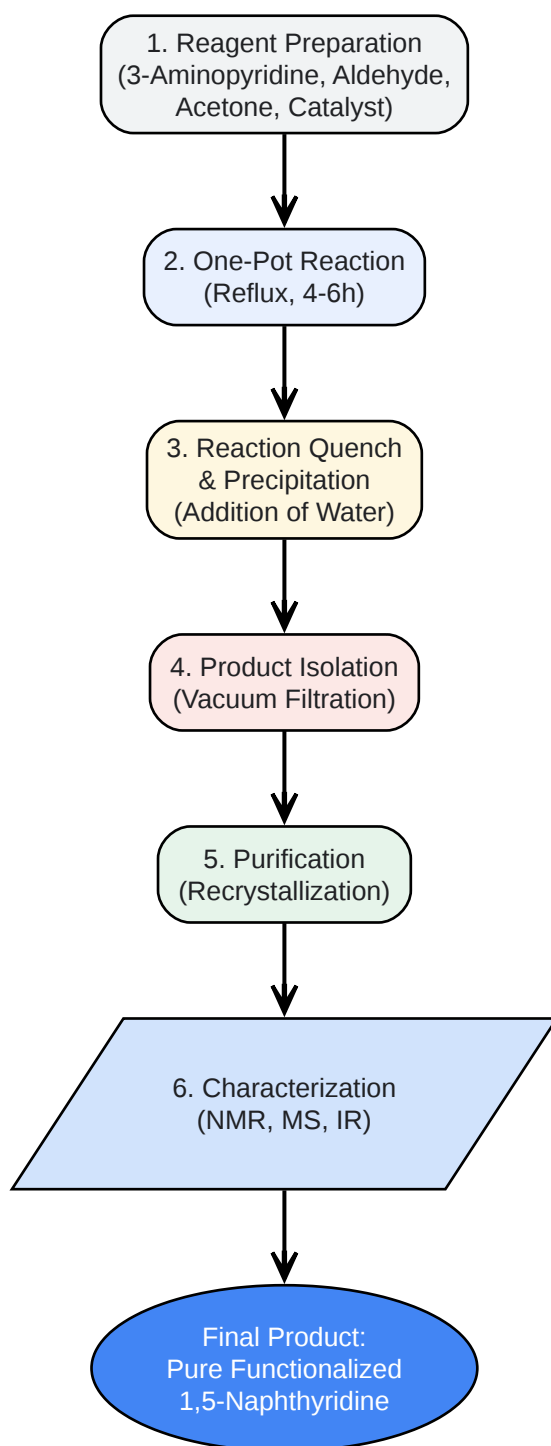 1. Reagent Preparation
(3-Aminopyridine, Aldehyde,
Acetone, Catalyst)
2. One-Pot Reaction
(Reflux, 4-6h)
3. Reaction Quench
& Precipitation
(Addition of Water)
4. Product Isolation
(Vacuum Filtration)
5. Purification
(Recrystallization)
6. Characterization
(NMR, MS, IR)
Final Product:
Pure Functionalized
1,5-Naphthyridine